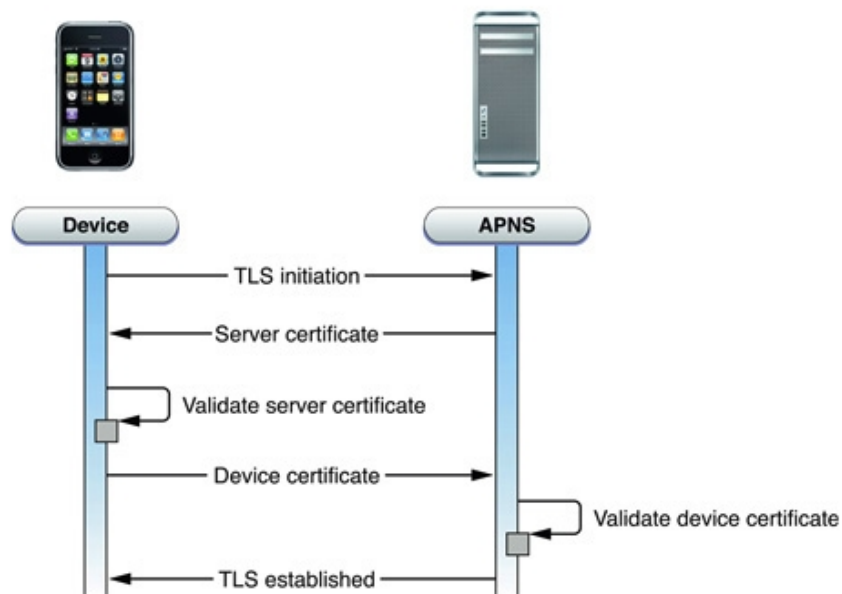 Device
APNS
TLS initiation
Server certificate
Validate server certificate
Device certificate
Validate device certificate
TLS established